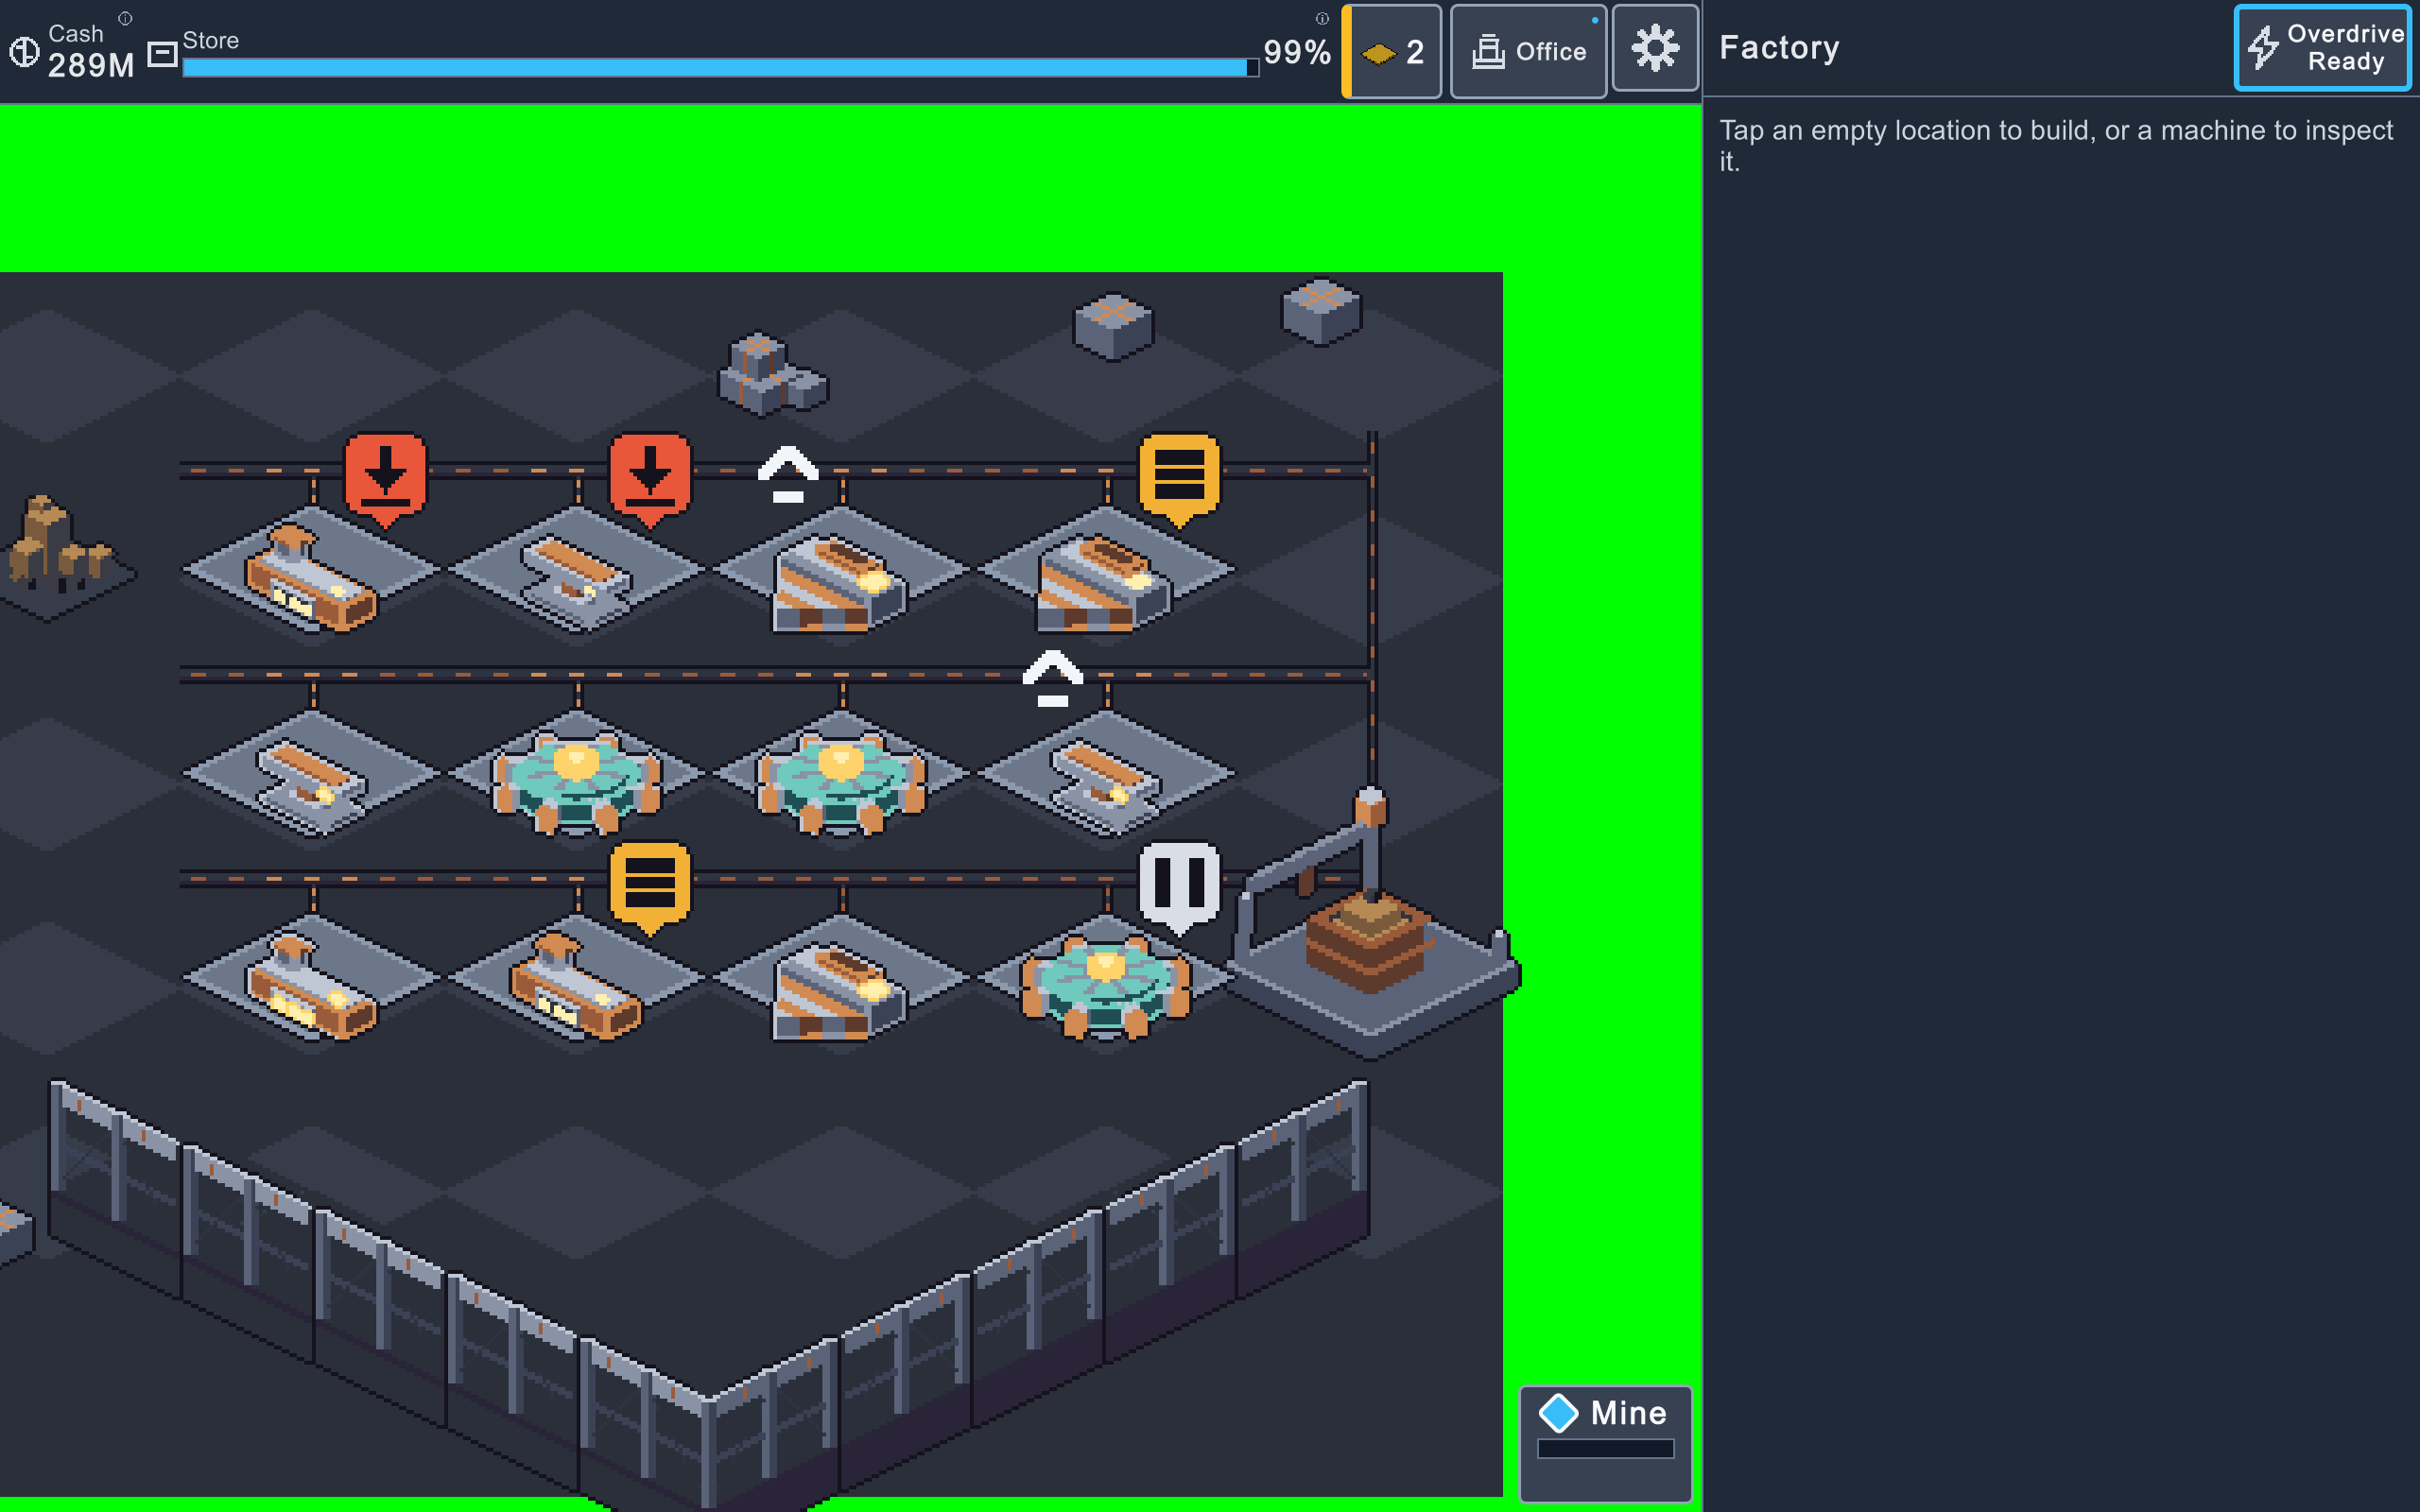 Cash
289M
Store
99%
2
Office
Factory
Overdrive
Ready
Tap an empty location to build, or a machine to inspect
it.
Mine